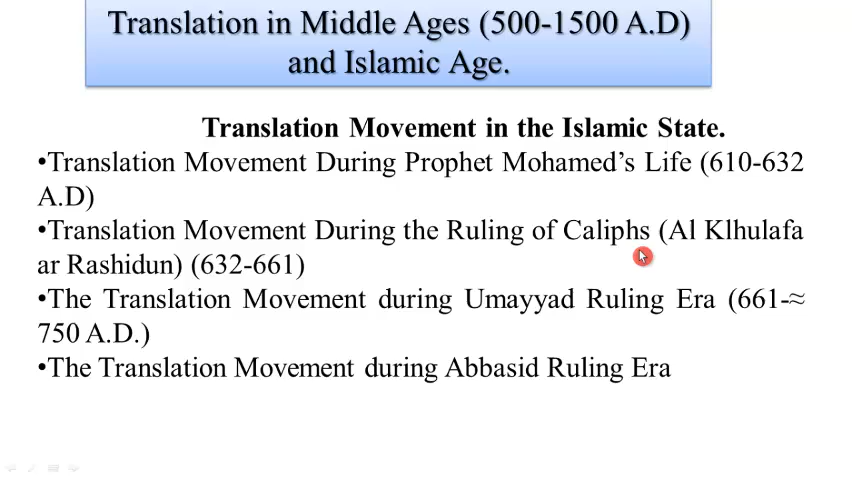 Translation in Middle Ages (500-1500 A.D)
and Islamic Age.
Translation Movement in the Islamic State.
•Translation Movement During Prophet Mohamed’s Life (610-632
A.D)
•Translation Movement During the Ruling of Caliphs (Al Klhulafa
ar Rashidun) (632-661)
•The Translation Movement during Umayyad Ruling Era (661-≈
750 A.D.)
•The Translation Movement during Abbasid Ruling Era